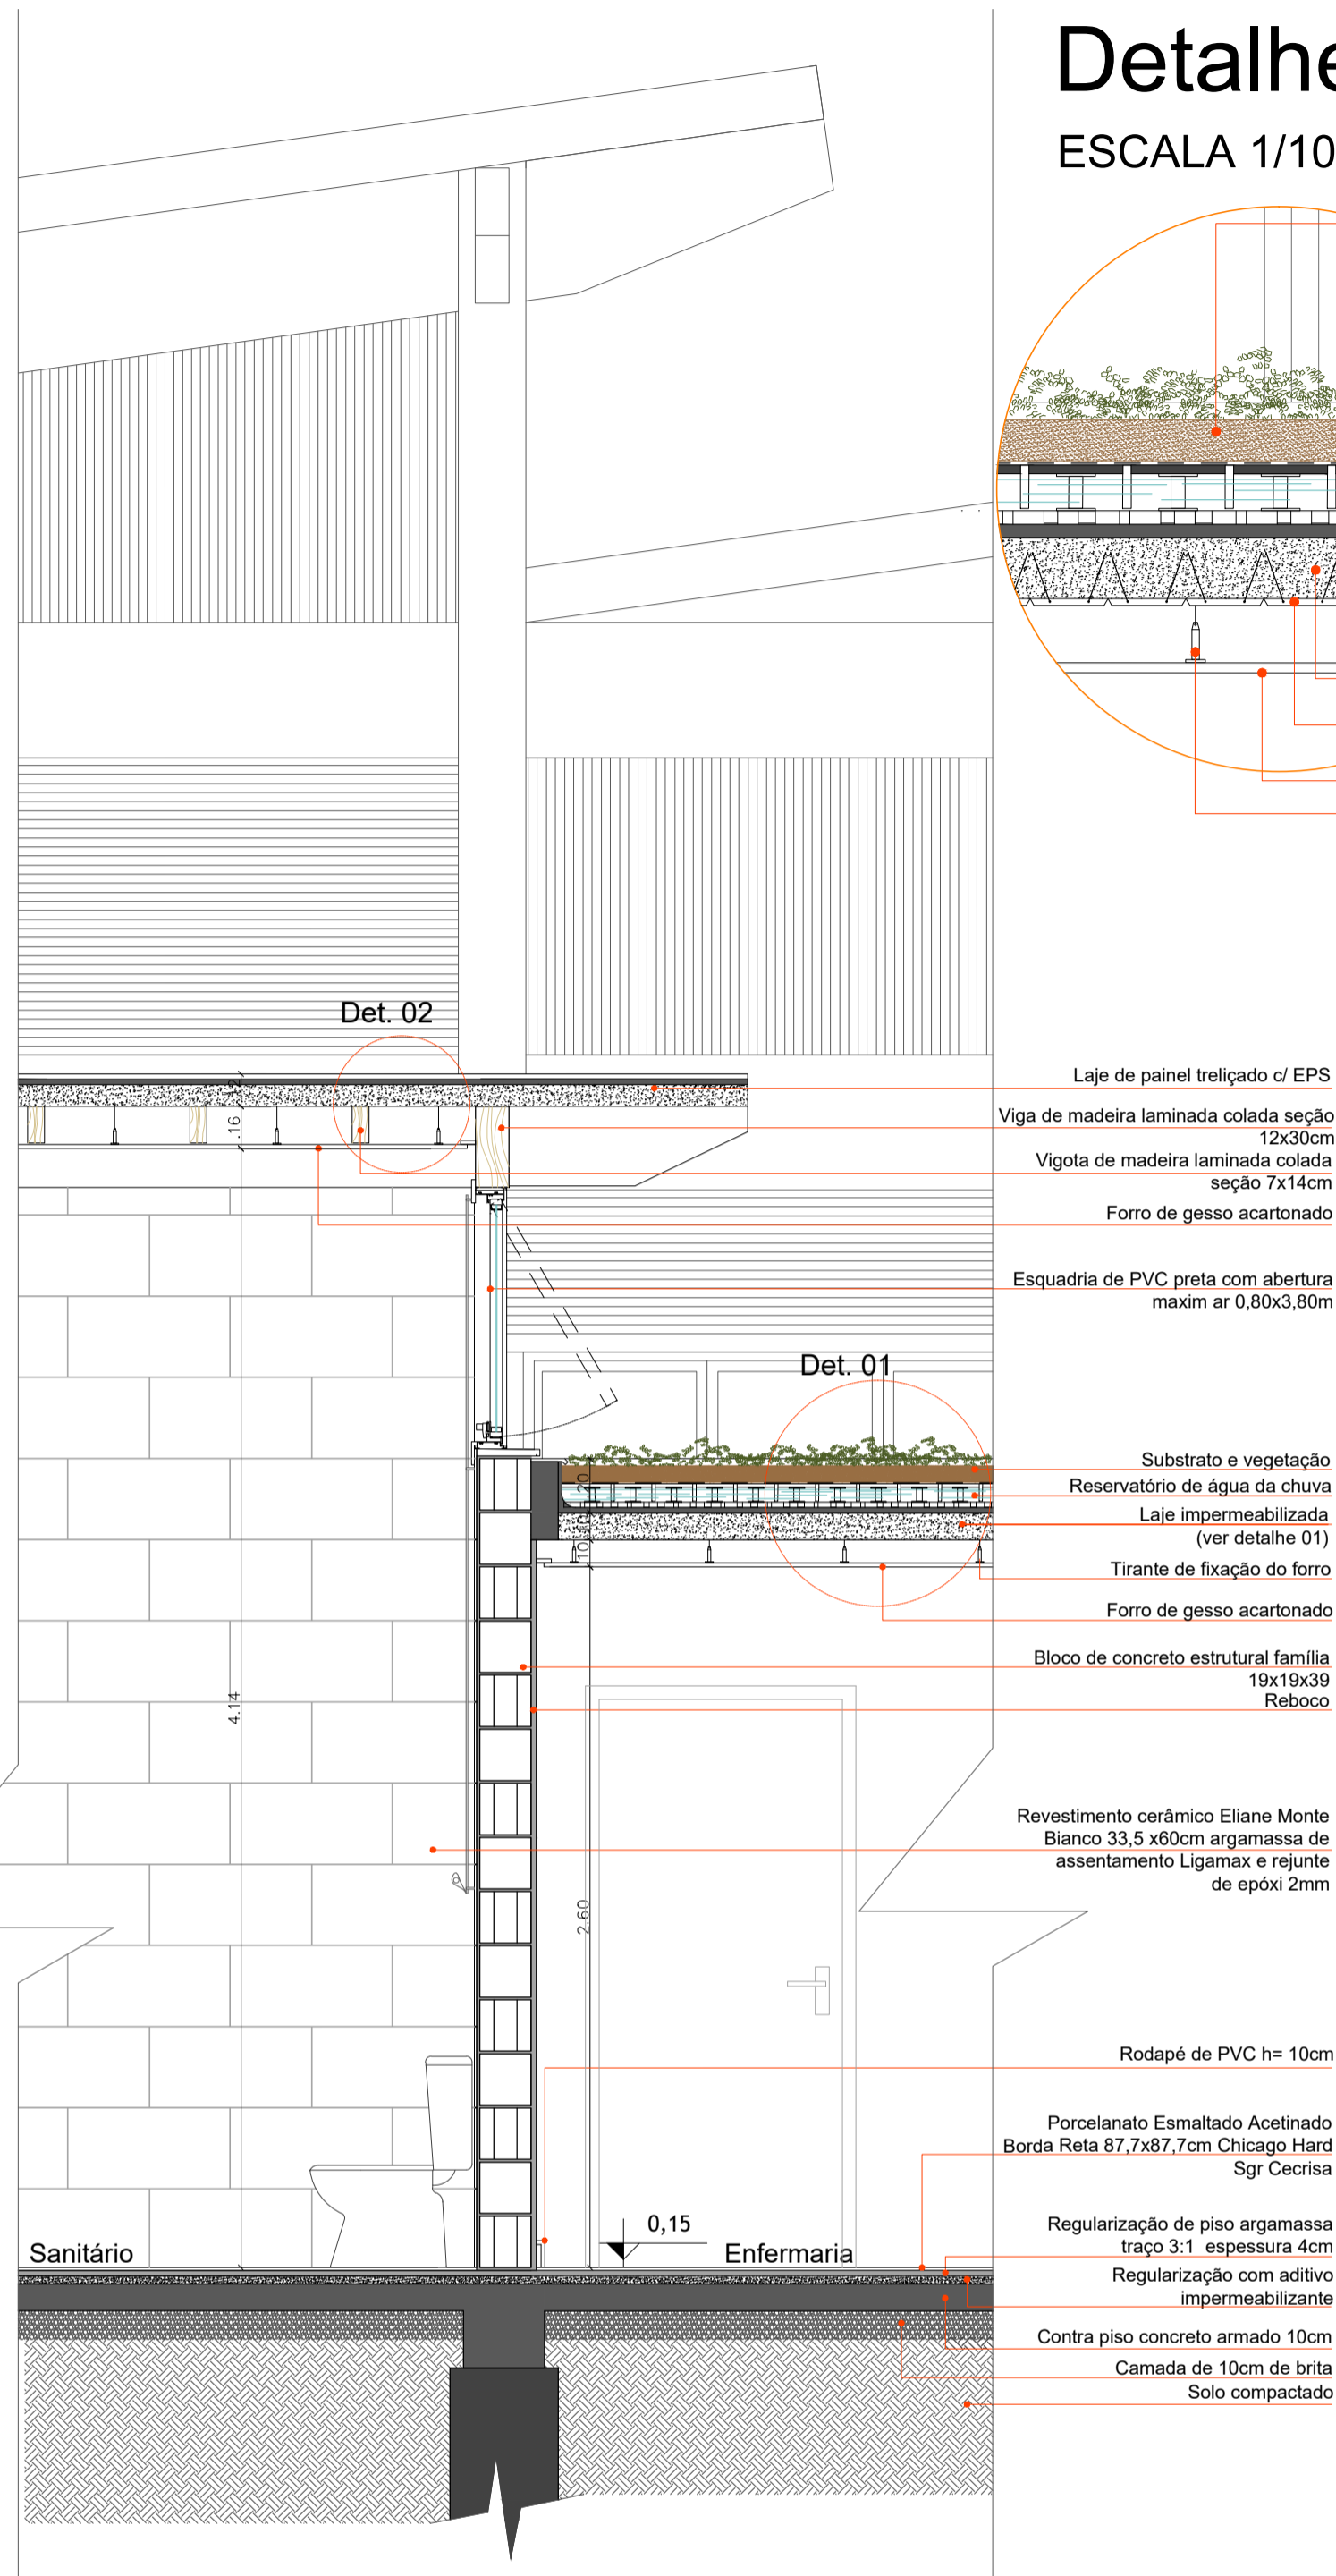 Detalhe
ESCALA 1/10
Det. 02
.12
.16
Laje de painel treliçado c/ EPS
Viga de madeira laminada colada seção
12x30cm
Vigota de madeira laminada colada
seção 7x14cm
Forro de gesso acartonado
Esquadria de PVC preta com abertura
maxim ar 0,80x3,80m
Det. 01
.20
.10
.10
Substrato e vegetação
Reservatório de água da chuva
Laje impermeabilizada
(ver detalhe 01)
Tirante de fixação do forro
Forro de gesso acartonado
Bloco de concreto estrutural família
19x19x39
Reboco
4.14
2.60
Revestimento cerâmico Eliane Monte
Bianco 33,5 x60cm argamassa de
assentamento Ligamax e rejunte
de epóxi 2mm
Rodapé de PVC h= 10cm
Porcelanato Esmaltado Acetinado
Borda Reta 87,7x87,7cm Chicago Hard
Sgr Cecrisa
0,15
Sanitário
Enfermaria
Regularização de piso argamassa
traço 3:1 espessura 4cm
Regularização com aditivo
impermeabilizante
Contra piso concreto armado 10cm
Camada de 10cm de brita
Solo compactado